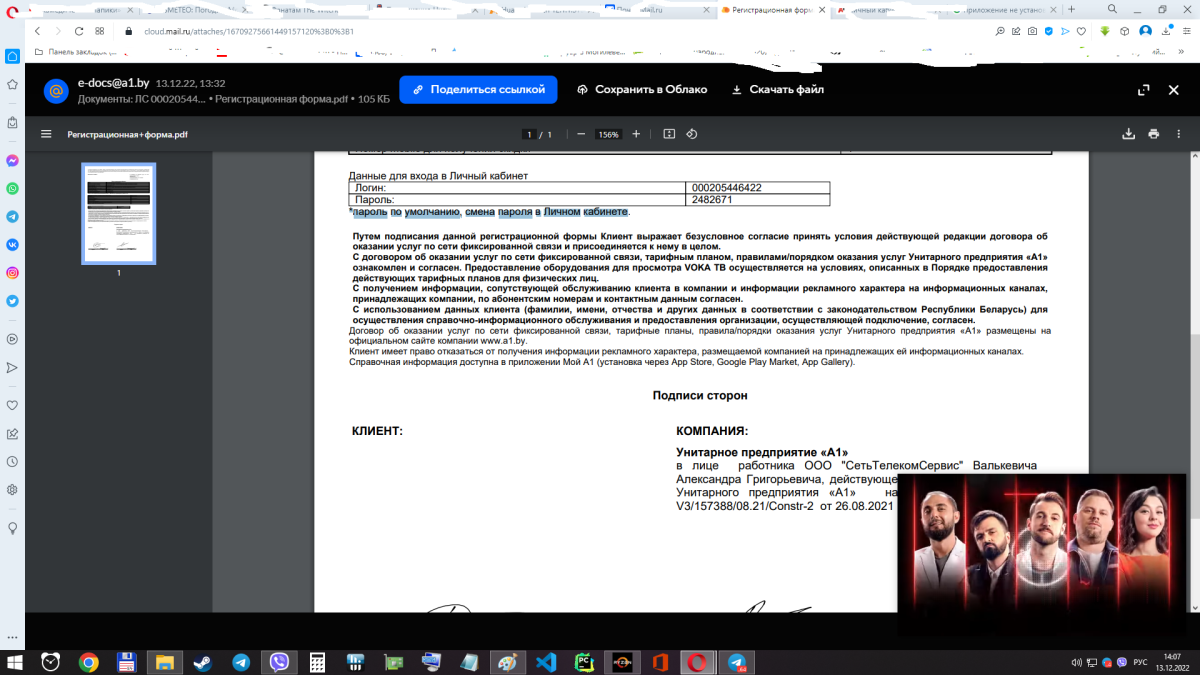 METEO: Погод
Регистрационная форм
Приложение не устано
cloud.mail.ru/attaches/16709275661449157120%3B0%3B1
e-docs@a1.by 13.12.22, 13:32
Документы: ЛС 00020544... • Регистрационная форма.pdf • 105 КБ
Поделиться ссылкой
Сохранить в Облако
Скачать файл
Регистрационная+форма.pdf
1 / 1
156%
1
Данные для входа в Личный кабинет
Логин: 000205446422
Пароль: 2482671
*пароль по умолчанию, смена пароля в Личном кабинете.
Путем подписания данной регистрационной формы Клиент выражает безусловное согласие принять условия действующей редакции договора об
оказании услуг по сети фиксированной связи и присоединяется к нему в целом.
С договором об оказании услуг по сети фиксированной связи, тарифным планом, правилами/порядком оказания услуг Унитарного предприятия «А1»
ознакомлен и согласен. Предоставление оборудования для просмотра VOKA ТВ осуществляется на условиях, описанных в Порядке предоставления
действующих тарифных планов для физических лиц.
С получением информации, сопутствующей обслуживанию клиента в компании и информации рекламного характера на информационных каналах,
принадлежащих компании, по абонентским номерам и контактным данным согласен.
С использованием данных клиента (фамилии, имени, отчества и других данных в соответствии с законодательством Республики Беларусь) для
осуществления справочно-информационного обслуживания и предоставления организации, осуществляющей подключение, согласен.
Договор об оказании услуг по сети фиксированной связи, тарифные планы, правила/порядки оказания услуг Унитарного предприятия «А1» размещены на
официальном сайте компании www.a1.by.
Клиент имеет право отказаться от получения информации рекламного характера, размещаемой компанией на принадлежащих ей информационных каналах.
Справочная информация доступна в приложении Мой А1 (установка через App Store, Google Play Market, App Gallery).
Подписи сторон
КЛИЕНТ:
КОМПАНИЯ:
Унитарное предприятие «А1»
в лице работника ООО "СетьТелекомСервис" Валькевича
Александра Григорьевича, действующе
Унитарного предприятия «А1» на
V3/157388/08.21/Constr-2 от 26.08.2021
РУС
14:07
13.12.2022